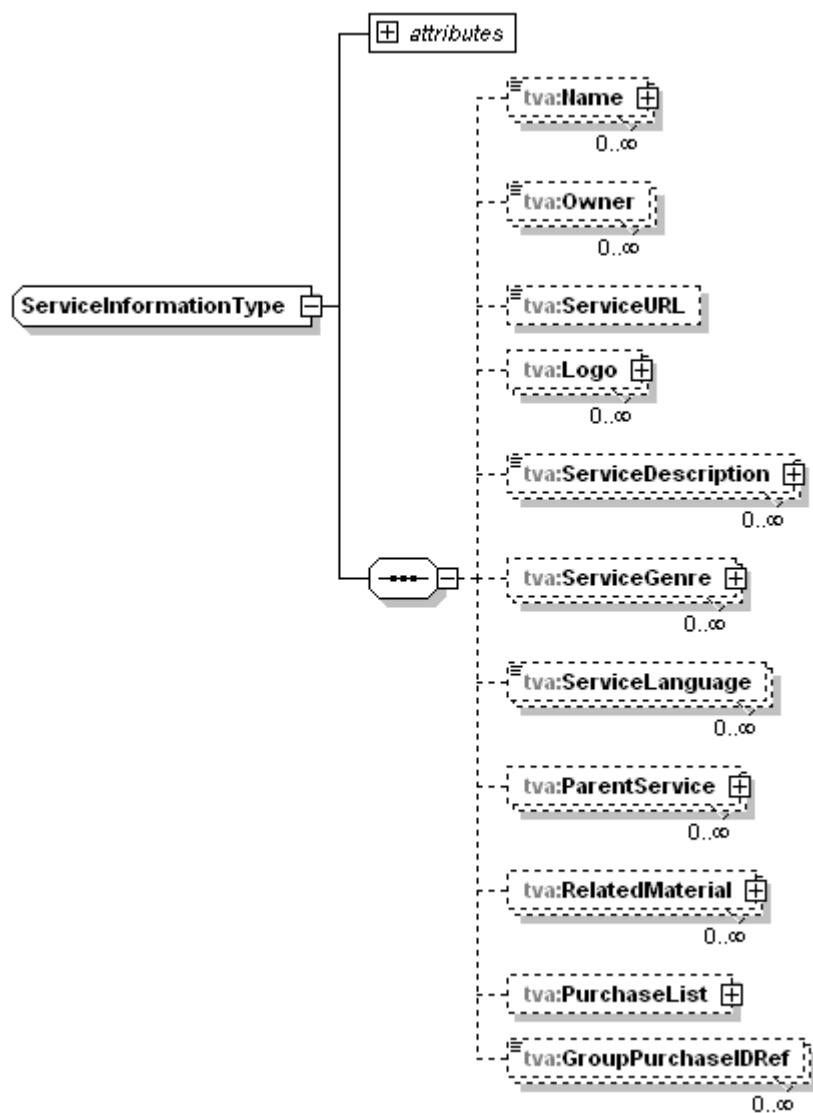 attributes
tva:Name
0..∞
tva:Owner
0..∞
ServiceInformationType
tva:ServiceURL
tva:Logo
0..∞
tva:ServiceDescription
0..∞
tva:ServiceGenre
0..∞
tva:ServiceLanguage
0..∞
tva:ParentService
0..∞
tva:RelatedMaterial
0..∞
tva:PurchaseList
tva:GroupPurchaseIDRef
0..∞